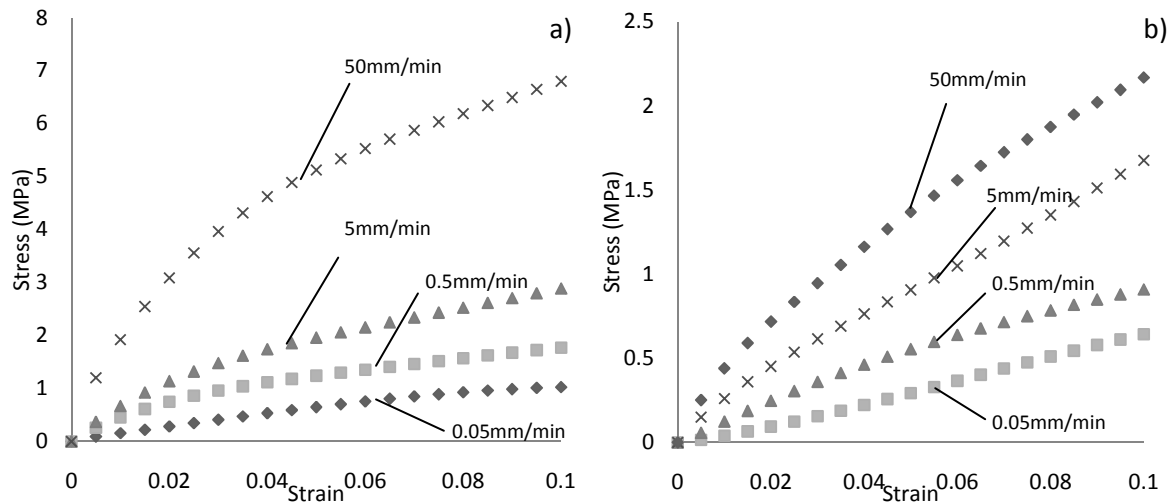 a)
8
7
6
5
4
3
2
1
0
Stress (MPa)
50mm/min
5mm/min
0.5mm/min
0.05mm/min
0 0.02 0.04 0.06 0.08 0.1
Strain
b)
2.5
2
1.5
1
0.5
0
Stress (MPa)
50mm/min
5mm/min
0.5mm/min
0.05mm/min
0 0.02 0.04 0.06 0.08 0.1
Strain